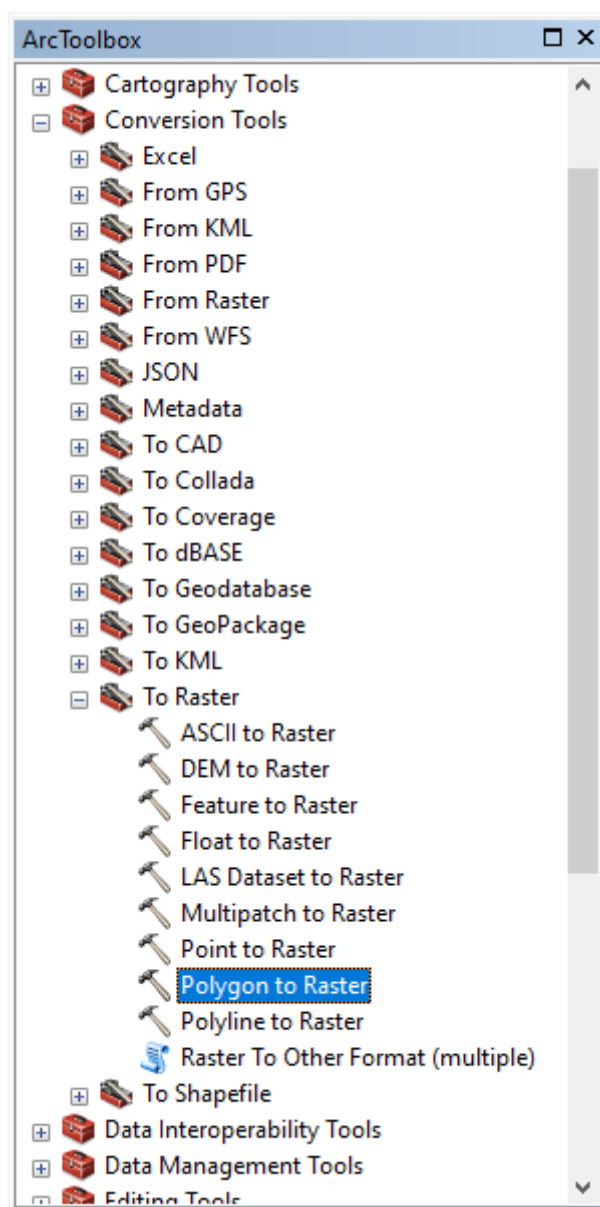 ArcToolbox
Cartography Tools
Conversion Tools
Excel
From GPS
From KML
From PDF
From Raster
From WFS
JSON
Metadata
To CAD
To Collada
To Coverage
To dBASE
To Geodatabase
To GeoPackage
To KML
To Raster
ASCII to Raster
DEM to Raster
Feature to Raster
Float to Raster
LAS Dataset to Raster
Multipatch to Raster
Point to Raster
Polygon to Raster
Polyline to Raster
Raster To Other Format (multiple)
To Shapefile
Data Interoperability Tools
Data Management Tools
Editing Tools